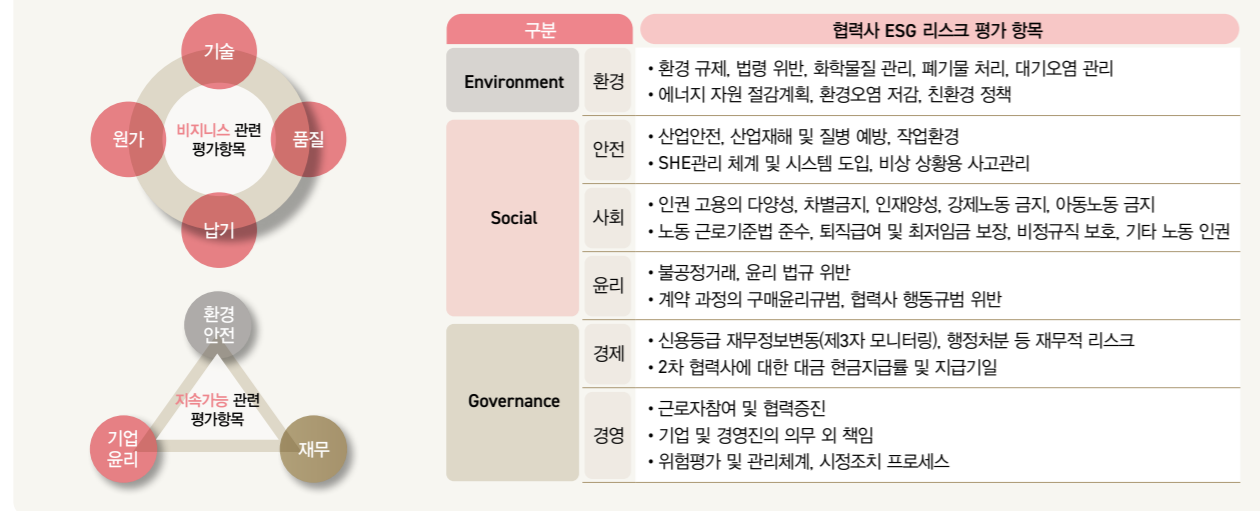 기술
원가
비지니스 관련
평가항목
품질
납기
환경
안전
지속가능 관련
평가항목
기업
윤리
재무
구분
협력사 ESG 리스크 평가 항목
Environment
환경
• 환경 규제, 법령 위반, 화학물질 관리, 폐기물 처리, 대기오염 관리
• 에너지 자원 절감계획, 환경오염 저감, 친환경 정책
Social
안전
• 산업안전, 산업재해 및 질병 예방, 작업환경
• SHE관리 체계 및 시스템 도입, 비상 상황용 사고관리
사회
• 인권 고용의 다양성, 차별금지, 인재양성, 강제노동 금지, 아동노동 금지
• 노동 근로기준법 준수, 퇴직급여 및 최저임금 보장, 비정규직 보호, 기타 노동 인권
윤리
• 불공정거래, 윤리 법규 위반
• 계약 과정의 구매윤리규범, 협력사 행동규범 위반
Governance
경제
• 신용등급 재무정보변동(제3자 모니터링), 행정처분 등 재무적 리스크
• 2차 협력사에 대한 대금 현금지급률 및 지급기일
경영
• 근로자참여 및 협력증진
• 기업 및 경영진의 의무 외 책임
• 위험평가 및 관리체계, 시정조치 프로세스